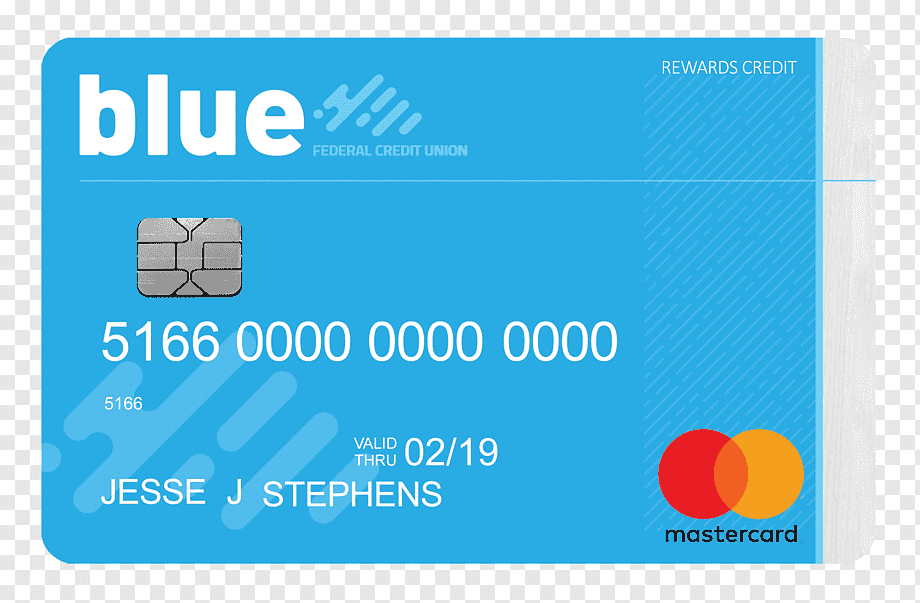 blue
FEDERAL CREDIT UNION
REWARDS CREDIT
5166 0000 0000 0000
5166
VALID
THRU 02/19
JESSE J STEPHENS
mastercard